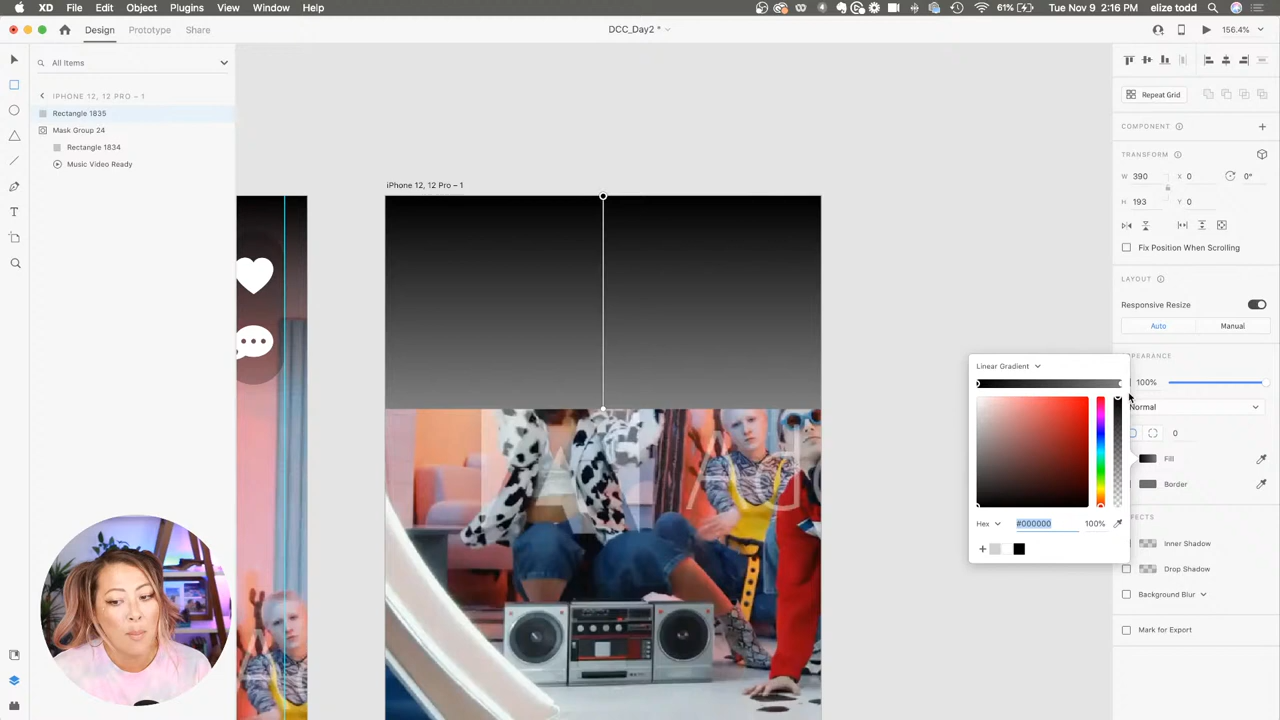 XD File Edit Object Plugins View Window Help
61% Tue Nov 9 2:16 PM elize todd
Design Prototype Share
DCC_Day2 *
156.4%
All Items
IPHONE 12, 12 PRO – 1
Rectangle 1835
Mask Group 24
Rectangle 1834
Music Video Ready
iPhone 12, 12 Pro – 1
Repeat Grid
COMPONENT
TRANSFORM
W 390 X 0 0°
H 193 Y 0
Fix Position When Scrolling
LAYOUT
Responsive Resize
Auto Manual
PPEARANCE
Linear Gradient
100%
Normal
0
Fill
Border
Hex #000000 100%
FFECTS
Inner Shadow
Drop Shadow
Background Blur
Mark for Export